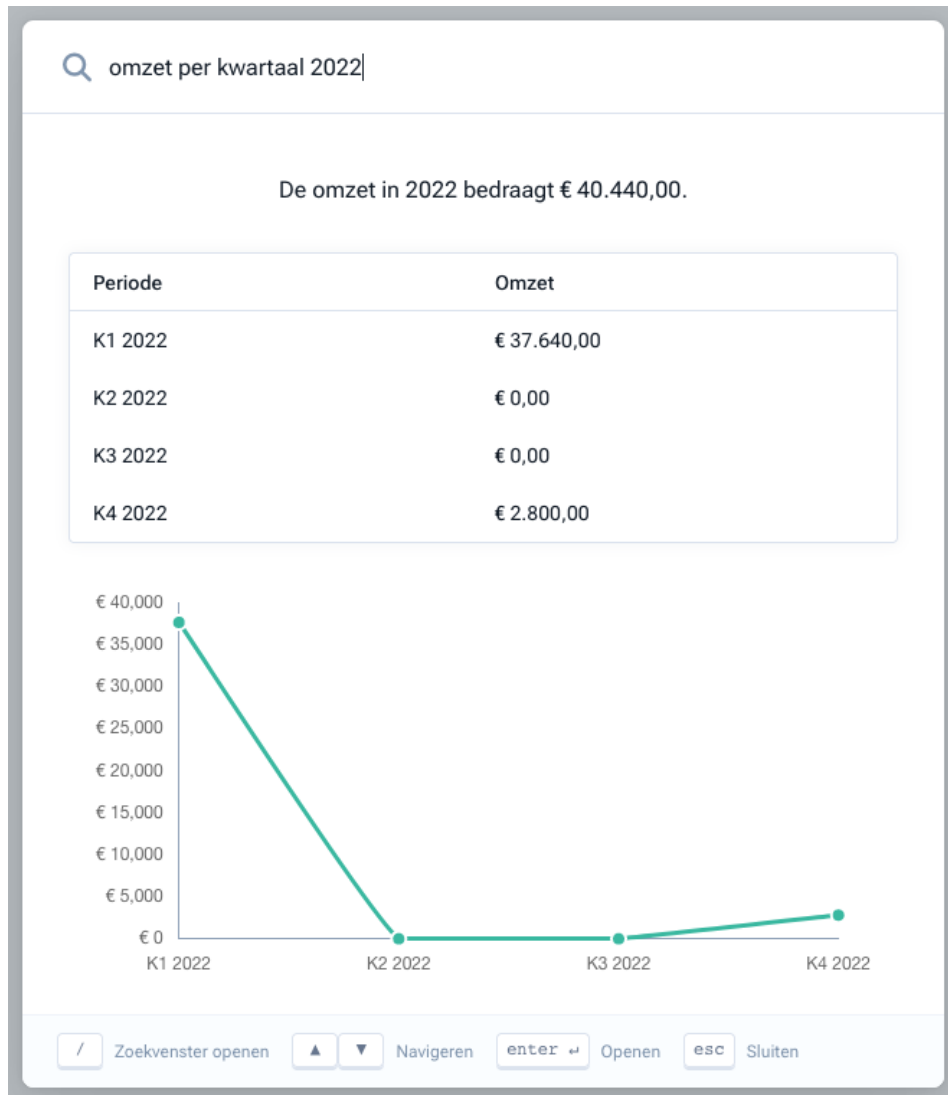 omzet per kwartaal 2022
De omzet in 2022 bedraagt € 40.440,00.
Periode Omzet
K1 2022 € 37.640,00
K2 2022 € 0,00
K3 2022 € 0,00
K4 2022 € 2.800,00
€ 40,000
€ 35,000
€ 30,000
€ 25,000
€ 20,000
€ 15,000
€ 10,000
€ 5,000
€ 0
K1 2022 K2 2022 K3 2022 K4 2022
/ Zoekvenster openen ▲ ▼ Navigeren enter ↵ Openen esc Sluiten